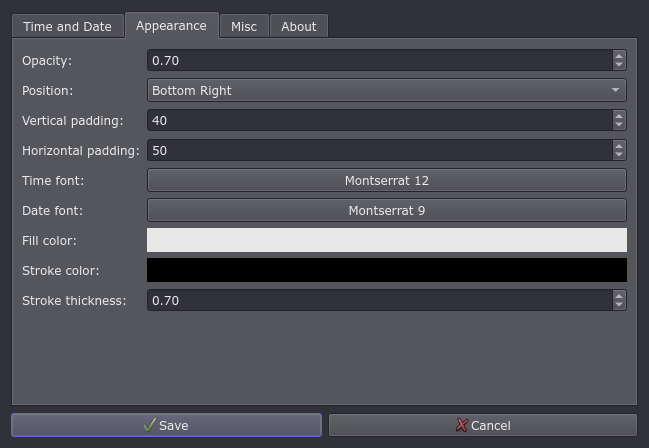 Time and Date Appearance Misc About
Opacity: 0.70
Position: Bottom Right
Vertical padding: 40
Horizontal padding: 50
Time font: Montserrat 12
Date font: Montserrat 9
Fill color:
Stroke color:
Stroke thickness: 0.70
Save Cancel